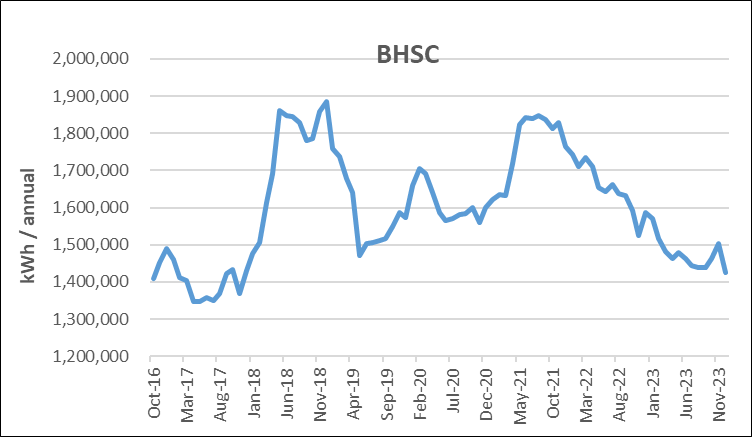 BHSC
kWh / annual
2,000,000
1,900,000
1,800,000
1,700,000
1,600,000
1,500,000
1,400,000
1,300,000
1,200,000
Oct-16
Mar-17
Aug-17
Jan-18
Jun-18
Nov-18
Apr-19
Sep-19
Feb-20
Jul-20
Dec-20
May-21
Oct-21
Mar-22
Aug-22
Jan-23
Jun-23
Nov-23